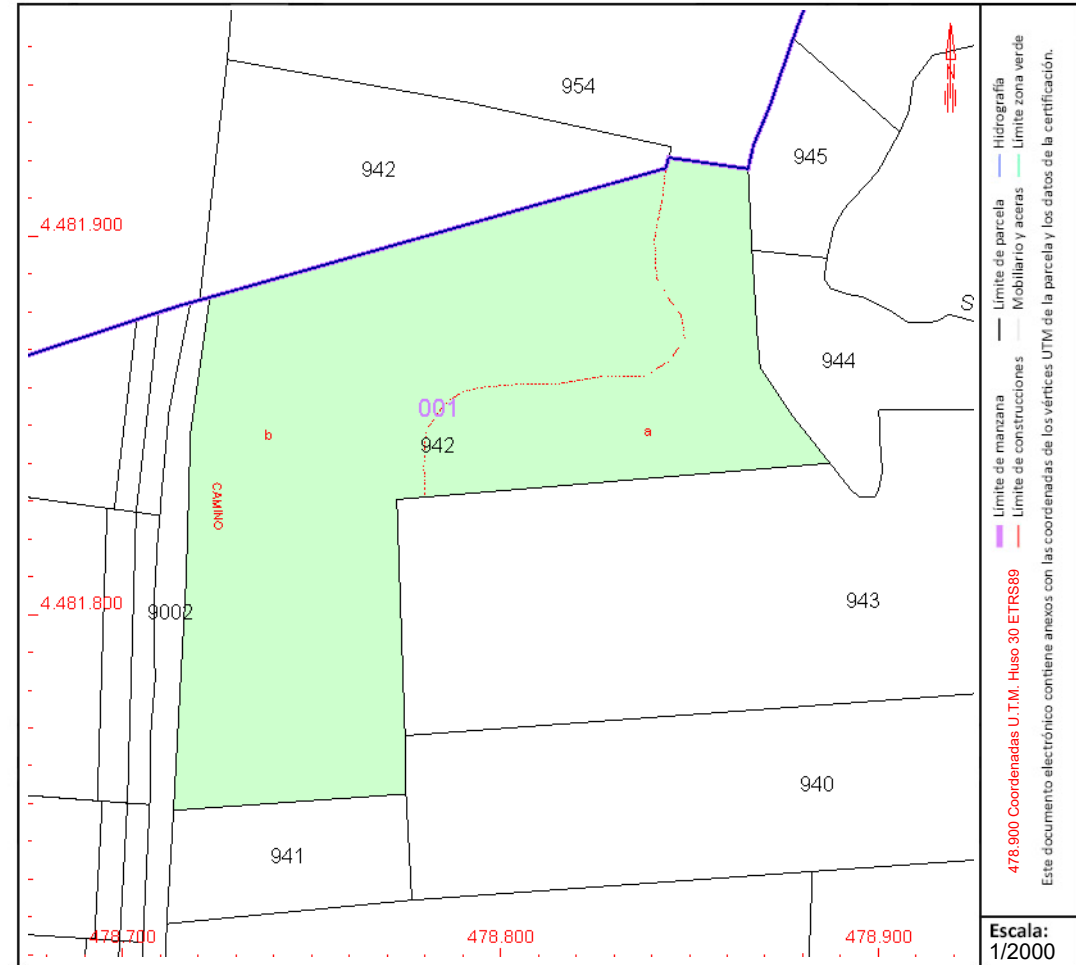 954
942
945
4.481.900
944
S
001
942
b
a
CAMINO
4.481.800
9002
943
940
941
478.700
478.800
478.900
N
Hidrografía
Límite zona verde
Límite de parcela
Mobiliario y aceras
Límite de manzana
Límite de construcciones
478.900 Coordenadas U.T.M. Huso 30 ETRS89
Este documento electrónico contiene anexos con las coordenadas de los vértices UTM de la parcela y los datos de la certificación.
Escala:
1/2000